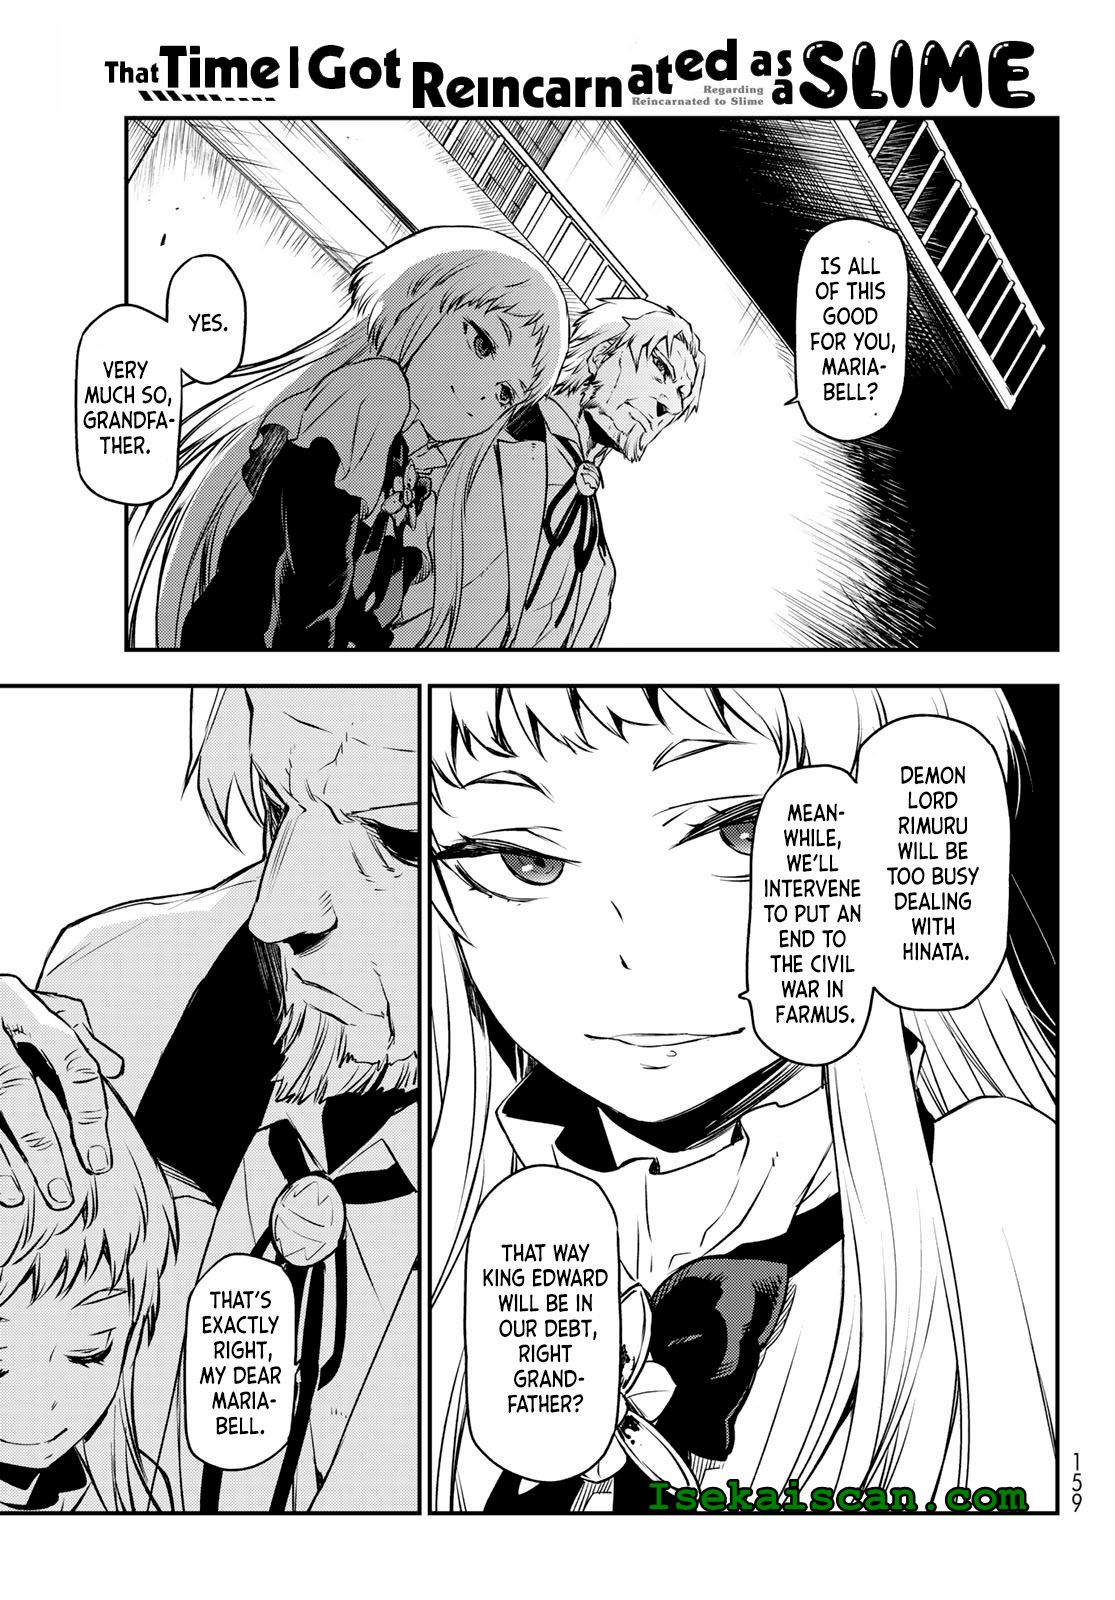 That Time I Got Reincarnated as a SLIME
Regarding
Reincarnated to Slime
IS ALL
OF THIS
GOOD
FOR YOU,
MARIA-
BELL?
YES.
VERY
MUCH SO,
GRANDFA-
THER.
DEMON
LORD
RIMURU
WILL BE
TOO BUSY
DEALING
WITH
HINATA.
MEAN-
WHILE,
WE'LL
INTERVENE
TO PUT AN
END TO
THE CIVIL
WAR IN
FARMUS.
THAT WAY
KING EDWARD
WILL BE IN
OUR DEBT,
RIGHT
GRAND-
FATHER?
THAT'S
EXACTLY
RIGHT,
MY DEAR
MARIA-
BELL.
Isekaiscan.com
159